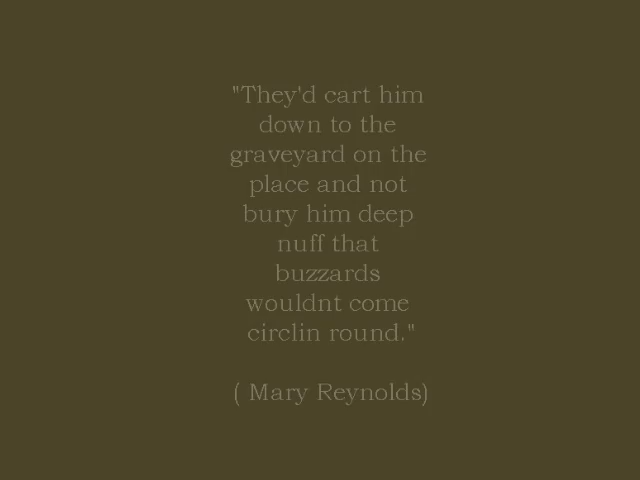 "They'd cart him
down to the
graveyard on the
place and not
bury him deep
nuff that
buzzards
wouldnt come
circlin round."
( Mary Reynolds)